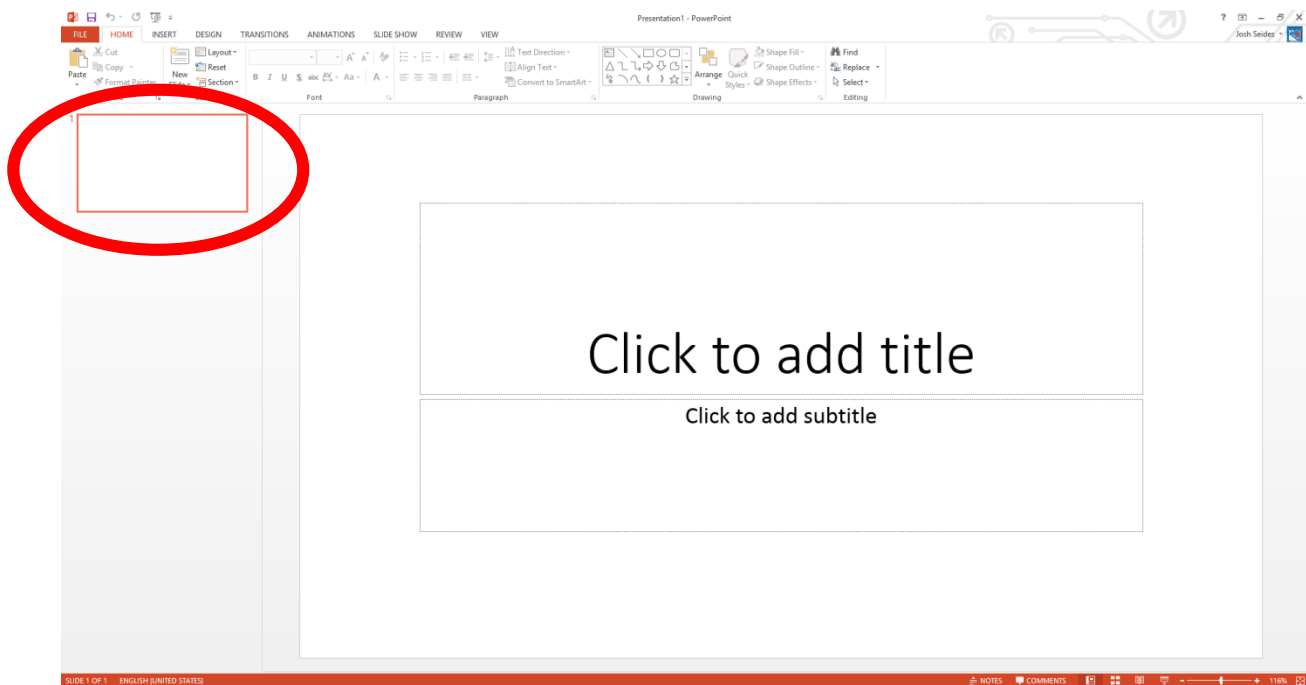 Presentation1 - PowerPoint
?
FILE HOME INSERT DESIGN TRANSITIONS ANIMATIONS SLIDE SHOW REVIEW VIEW Josh Seides
Cut Layout Text Direction Shape Fill Find
Copy Reset Align Text Shape Outline Replace
Paste Format Painter New Section B I U S abc AV Aa A Convert to SmartArt Arrange Quick Styles Shape Effects Select
Font Paragraph Drawing Editing
1
Click to add title
Click to add subtitle
SLIDE 1 OF 1 ENGLISH (UNITED STATES) NOTES COMMENTS 116%